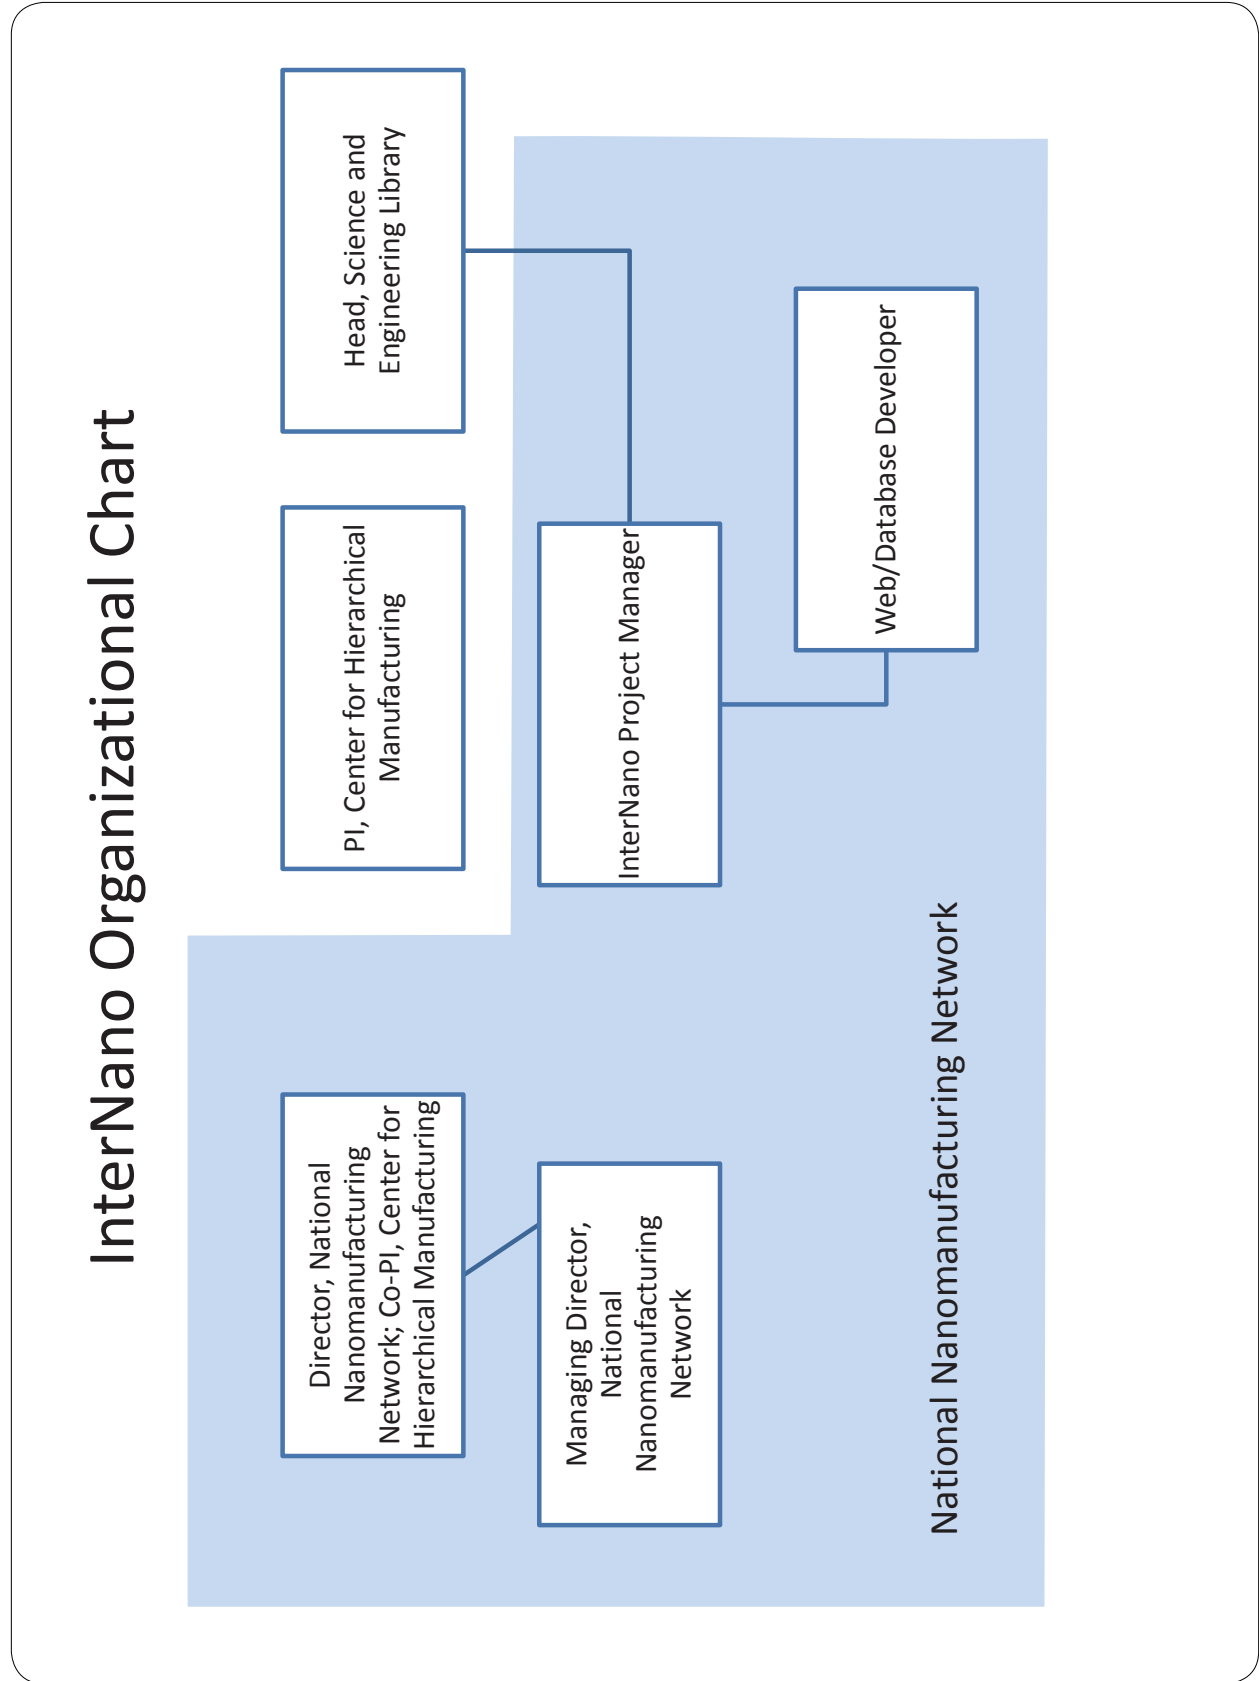 InterNano Organizational Chart
Director, National
Nanomanufacturing
Network; Co-PI, Center for
Hierarchical Manufacturing
PI, Center for Hierarchical
Manufacturing
Head, Science and
Engineering Library
Managing Director,
National
Nanomanufacturing
Network
InterNano Project Manager
Web/Database Developer
National Nanomanufacturing Network